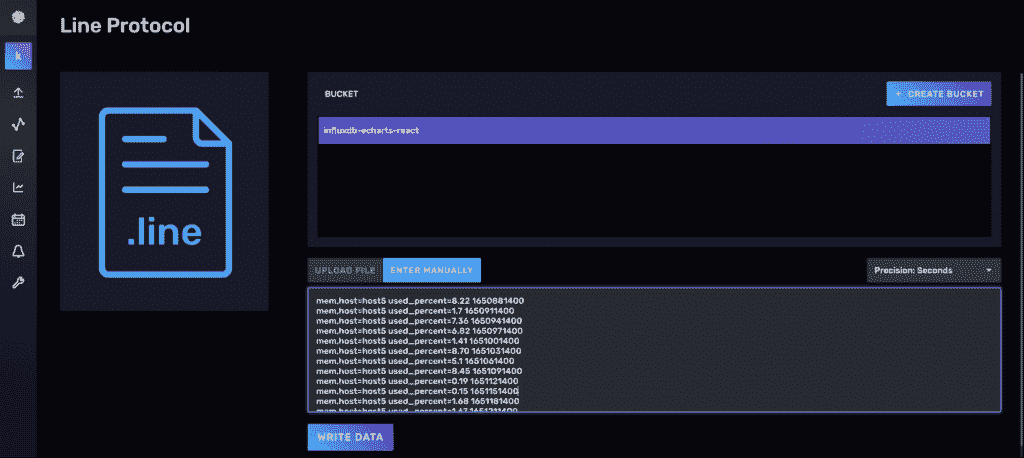 Line Protocol
k
BUCKET
+ CREATE BUCKET
influxdb-echarts-react
.line
UPLOAD FILE
ENTER MANUALLY
Precision: Seconds
mem,host=host5 used_percent=8.22 1650881400
mem,host=host5 used_percent=1.7 1650911400
mem,host=host5 used_percent=7.36 1650941400
mem,host=host5 used_percent=6.82 1650971400
mem,host=host5 used_percent=1.41 1651001400
mem,host=host5 used_percent=8.70 1651031400
mem,host=host5 used_percent=5.1 1651061400
mem,host=host5 used_percent=8.45 1651091400
mem,host=host5 used_percent=0.19 1651121400
mem,host=host5 used_percent=0.15 1651151400
mem,host=host5 used_percent=1.68 1651181400
mem,host=host5
WRITE DATA